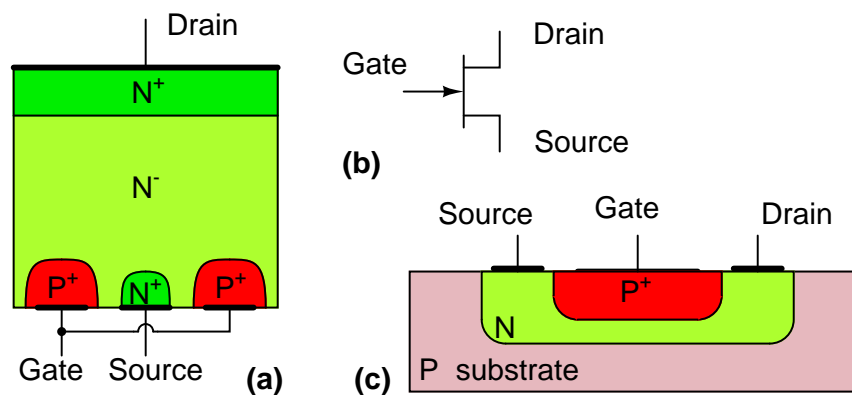 Drain
N+
N-
P+
N+
P+
Gate
Source
(a)
Gate
Drain
Source
(b)
Source
Gate
Drain
P+
N
P substrate
(c)